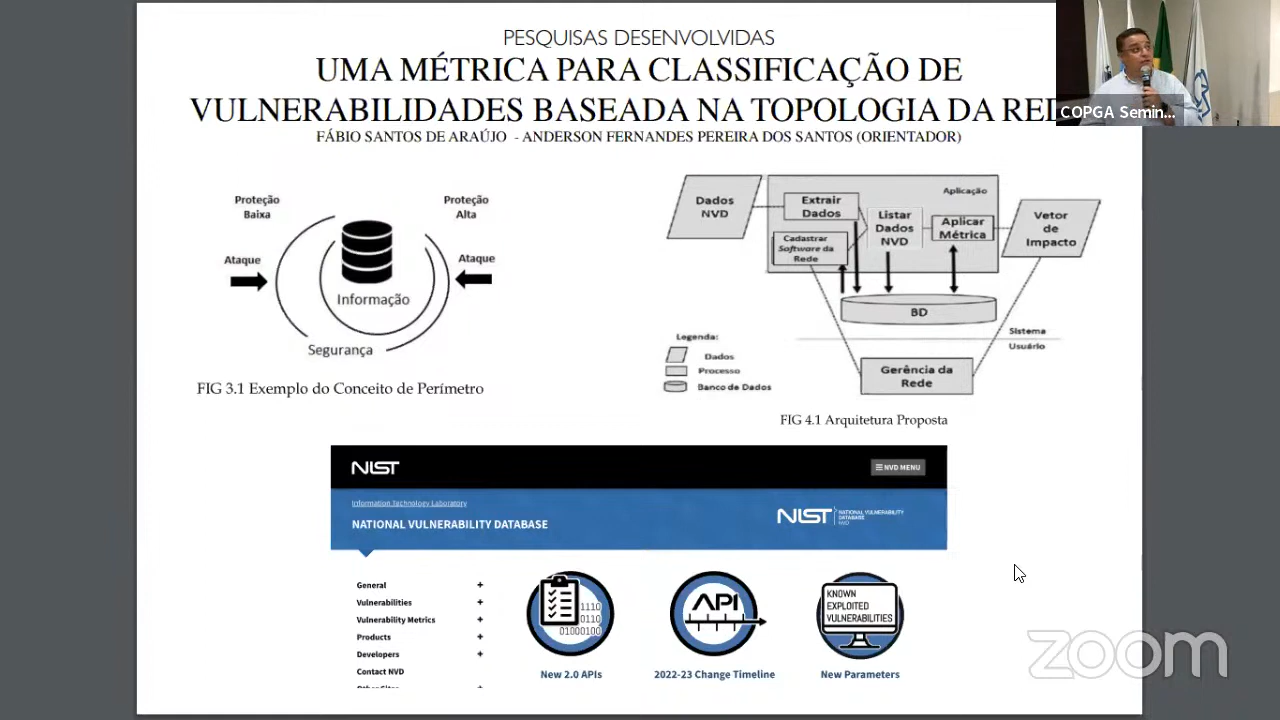 PESQUISAS DESENVOLVIDAS
UMA MÉTRICA PARA CLASSIFICAÇÃO DE
VULNERABILIDADES BASEADA NA TOPOLOGIA DA
FÁBIO SANTOS DE ARAÚJO - ANDERSON FERNANDES PEREIRA DOS SANTOS (ORIENTADOR)
COPGA Semin...
Proteção
Baixa
Proteção
Alta
Ataque
Ataque
Informação
Segurança
FIG 3.1 Exemplo do Conceito de Perímetro
Dados
NVD
Aplicação
Extrair
Dados
Cadastrar
Software da
Rede
Listar
Dados
NVD
Aplicar
Métrica
Vetor
de
Impacto
BD
Sistema
Usuário
Gerência da
Rede
Legenda:
Dados
Processo
Banco de Dados
FIG 4.1 Arquitetura Proposta
NIST
NVD MENU
Information Technology Laboratory
NATIONAL VULNERABILITY DATABASE
NIST
NATIONAL VULNERABILITY
DATABASE
NVD
General +
Vulnerabilities +
Vulnerability Metrics +
Products +
Developers +
Contact NVD
1110
0110
01000100
New 2.0 APIs
API
2022-23 Change Timeline
KNOWN
EXPLOITED
VULNERABILITIES
New Parameters
zoom